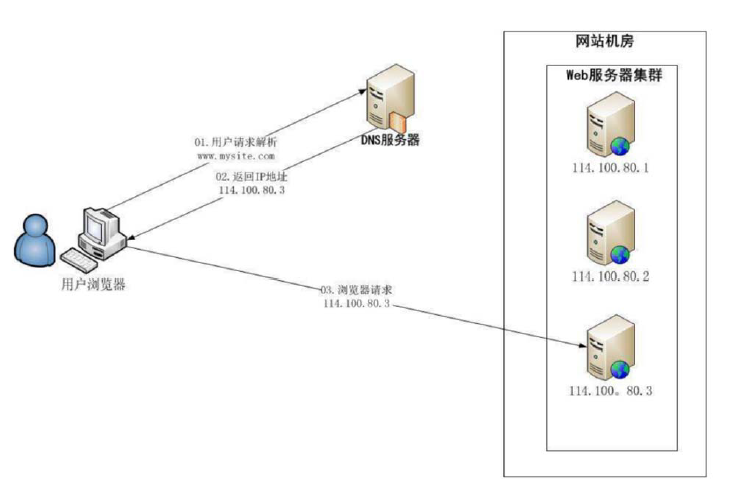 网站机房
Web服务器集群
DNS服务器
01.用户请求解析
www.mysite.com
02.返回IP地址
114.100.80.3
114.100.80.1
114.100.80.2
用户浏览器
03.浏览器请求
114.100.80.3
114.100。80.3